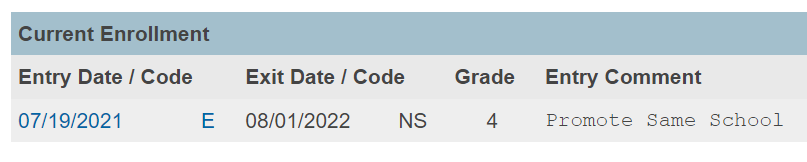 Current Enrollment
Entry Date / Code Exit Date / Code Grade Entry Comment
07/19/2021 E 08/01/2022 NS 4 Promote Same School